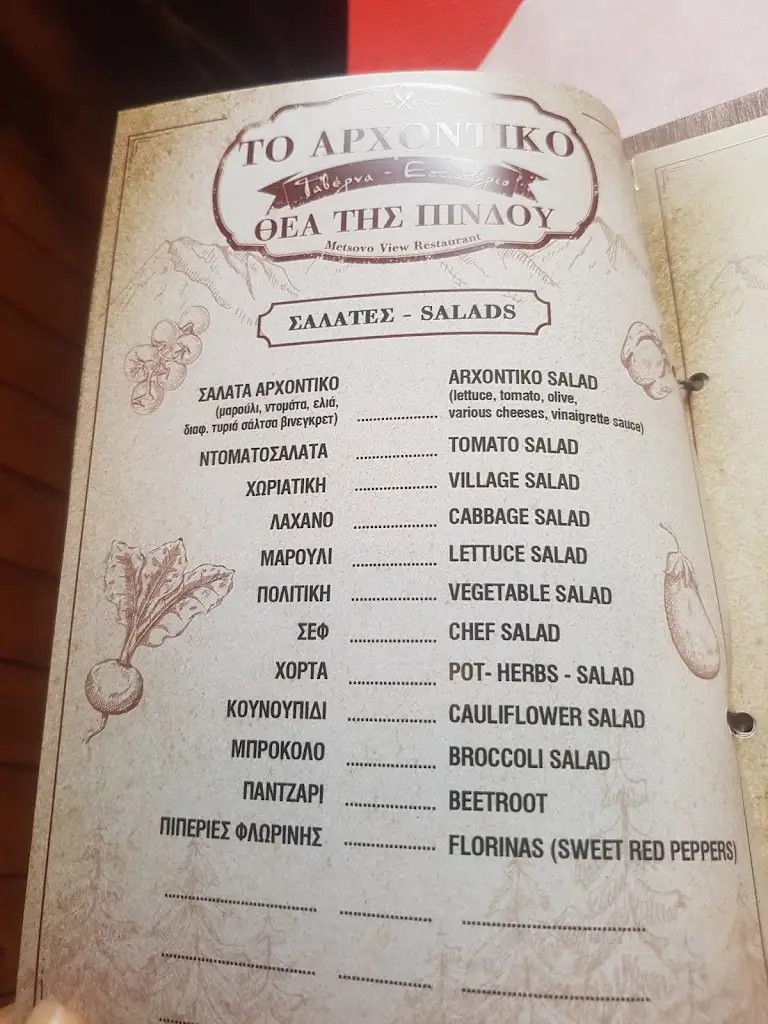 ΤΟ ΑΡΧΟΝΤΙΚΟ
Ταβέρνα - Εστιατόριο
ΘΕΑ ΤΗΣ ΠΙΝΔΟΥ
Metsovo View Restaurant
ΣΑΛΑΤΕΣ - SALADS
ΣΑΛΑΤΑ ΑΡΧΟΝΤΙΚΟ ARXONTIKO SALAD
(μαρούλι, ντομάτα, ελιά, (lettuce, tomato, olive,
διαφ. τυριά σάλτσα βινεγκρετ) .................... various cheeses, vinaigrette sauce)
ΝΤΟΜΑΤΟΣΑΛΑΤΑ .................... TOMATO SALAD
ΧΩΡΙΑΤΙΚΗ .................... VILLAGE SALAD
ΛΑΧΑΝΟ .................... CABBAGE SALAD
ΜΑΡΟΥΛΙ .................... LETTUCE SALAD
ΠΟΛΙΤΙΚΗ .................... VEGETABLE SALAD
ΣΕΦ .................... CHEF SALAD
ΧΟΡΤΑ .................... POT- HERBS - SALAD
ΚΟΥΝΟΥΠΙΔΙ .................... CAULIFLOWER SALAD
ΜΠΡΟΚΟΛΟ .................... BROCCOLI SALAD
ΠΑΝΤΖΑΡΙ .................... BEETROOT
ΠΙΠΕΡΙΕΣ ΦΛΩΡΙΝΗΣ .................... FLORINAS (SWEET RED PEPPERS)